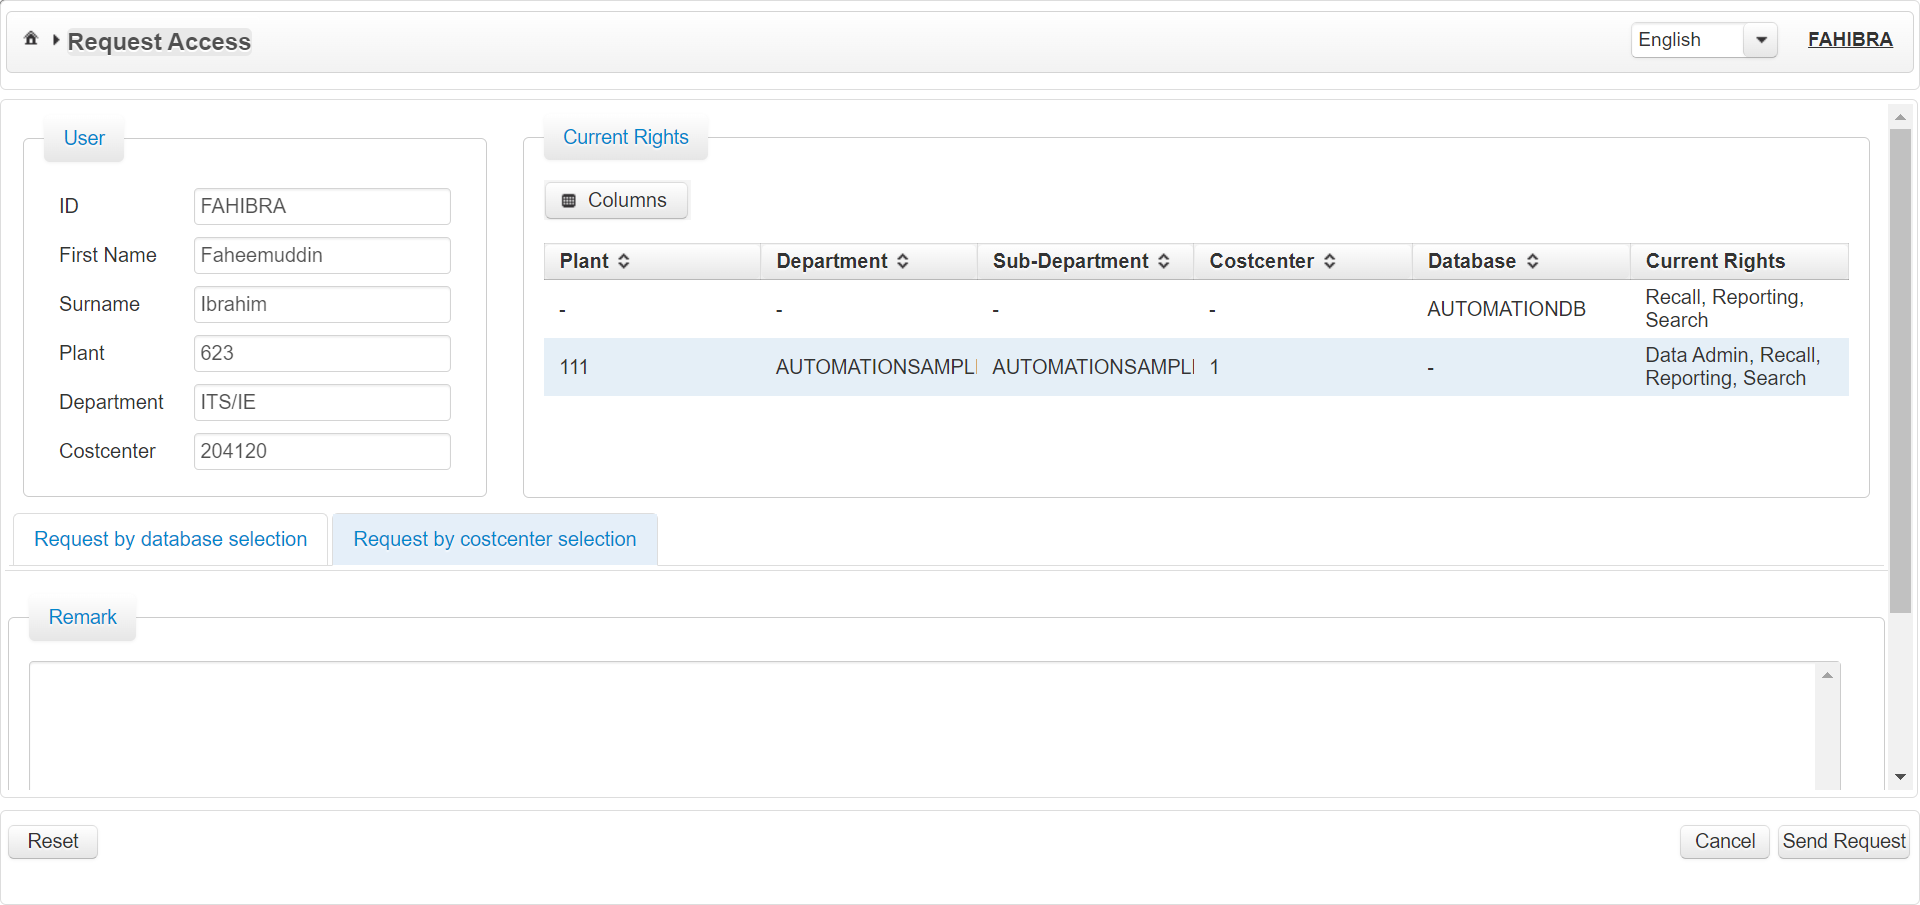 Request Access
English
FAHIBRA
User
ID
FAHIBRA
First Name
Faheemuddin
Surname
Ibrahim
Plant
623
Department
ITS/IE
Costcenter
204120
Current Rights
Columns
Plant Department Sub-Department Costcenter Database Current Rights
- - - - AUTOMATIONDB Recall, Reporting,
Search
111 AUTOMATIONSAMPL AUTOMATIONSAMPL 1 - Data Admin, Recall,
Reporting, Search
Request by database selection
Request by costcenter selection
Remark
Reset
Cancel
Send Request